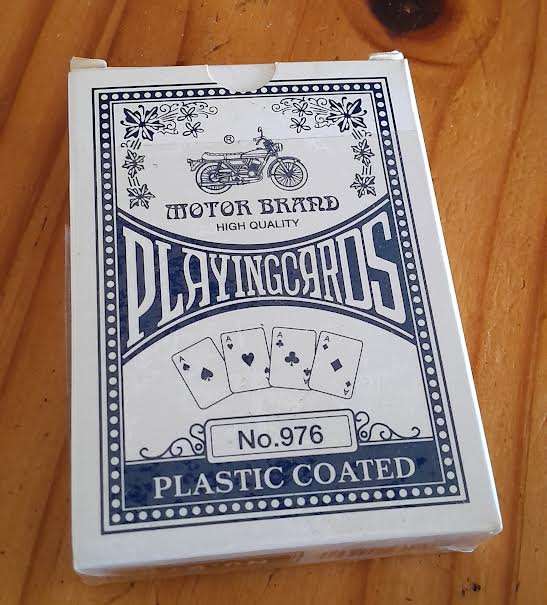 ®
MOTOR BRAND
HIGH QUALITY
PLAYINGCARDS
A A A A
No.976
PLASTIC COATED